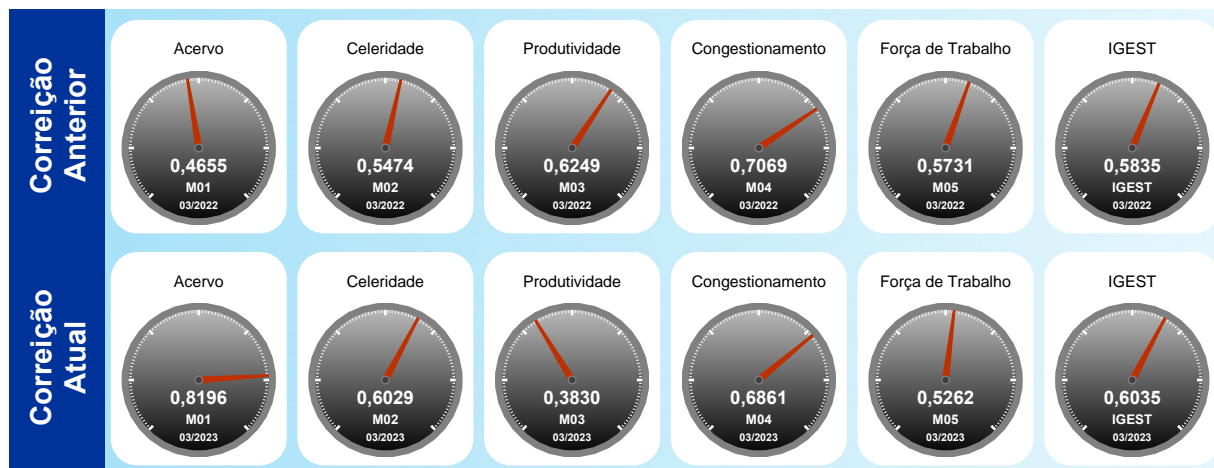 Correição
Anterior
Acervo
0,4655
M01
03/2022
Celeridade
0,5474
M02
03/2022
Produtividade
0,6249
M03
03/2022
Congestionamento
0,7069
M04
03/2022
Força de Trabalho
0,5731
M05
03/2022
IGEST
0,5835
IGEST
03/2022
Correição
Atual
Acervo
0,8196
M01
03/2023
Celeridade
0,6029
M02
03/2023
Produtividade
0,3830
M03
03/2023
Congestionamento
0,6861
M04
03/2023
Força de Trabalho
0,5262
M05
03/2023
IGEST
0,6035
IGEST
03/2023